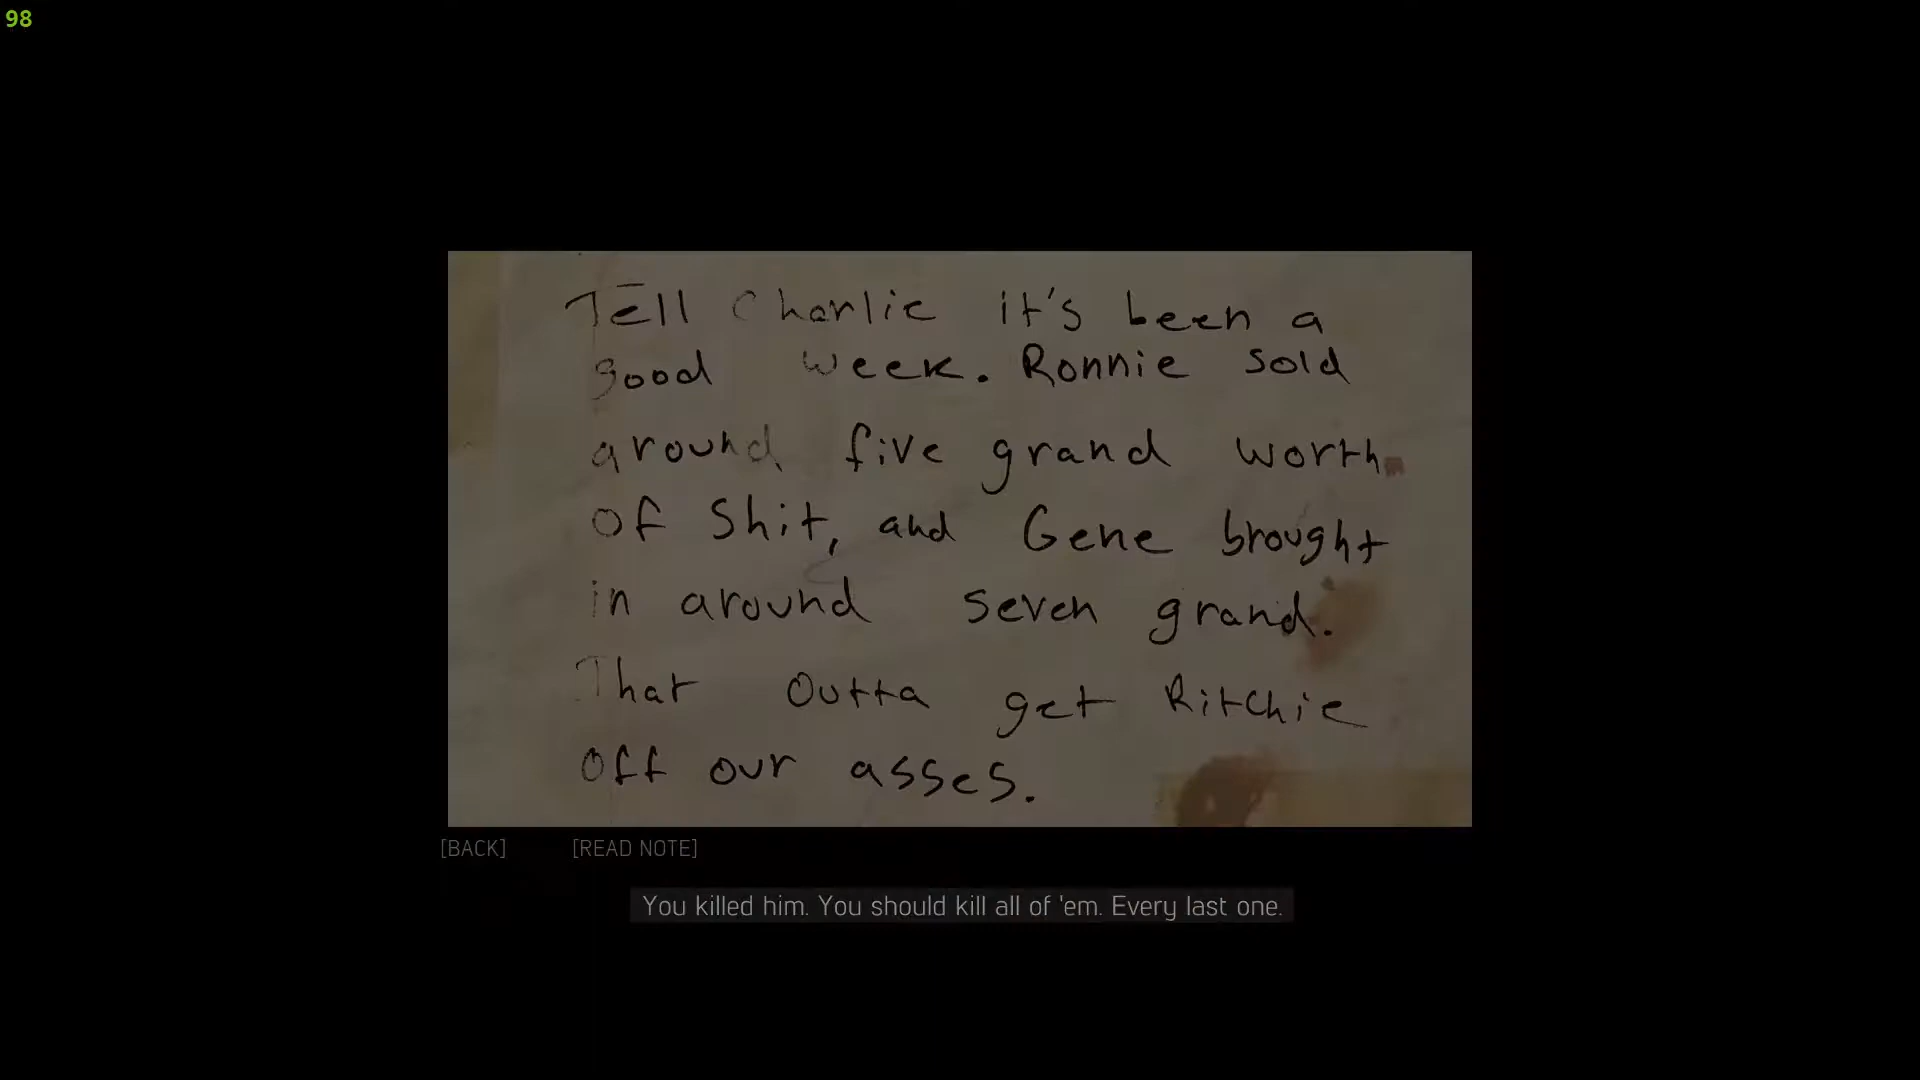 98
Tell Charlie it's been a
good week. Ronnie sold
around five grand worth
of Shit, and Gene brought
in around seven grand.
That Outta get Ritchie
Off our asses.
[BACK] [READ NOTE]
You killed him. You should kill all of 'em. Every last one.